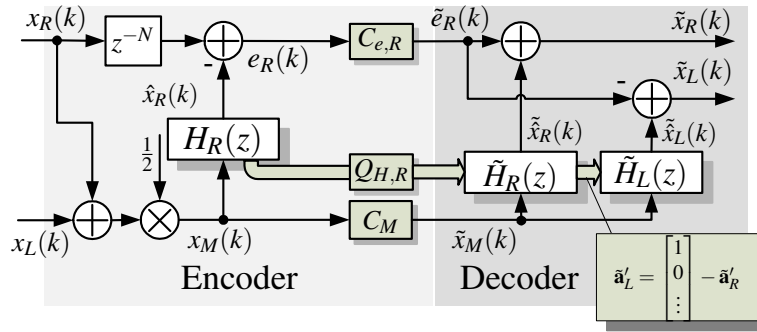 x_R(k)
z^{-N}
-
e_R(k)
C_{e,R}
ẽ_R(k)
x̃_R(k)
x̂_R(k)
-
x̃_L(k)
H_R(z)
x̂̃_R(k)
x̂̃_L(k)
1/2
Q_{H,R}
H̃_R(z)
H̃_L(z)
x_L(k)
x_M(k)
C_M
x̃_M(k)
Encoder
Decoder
ã'_L = [1 0 ⋮] - ã'_R